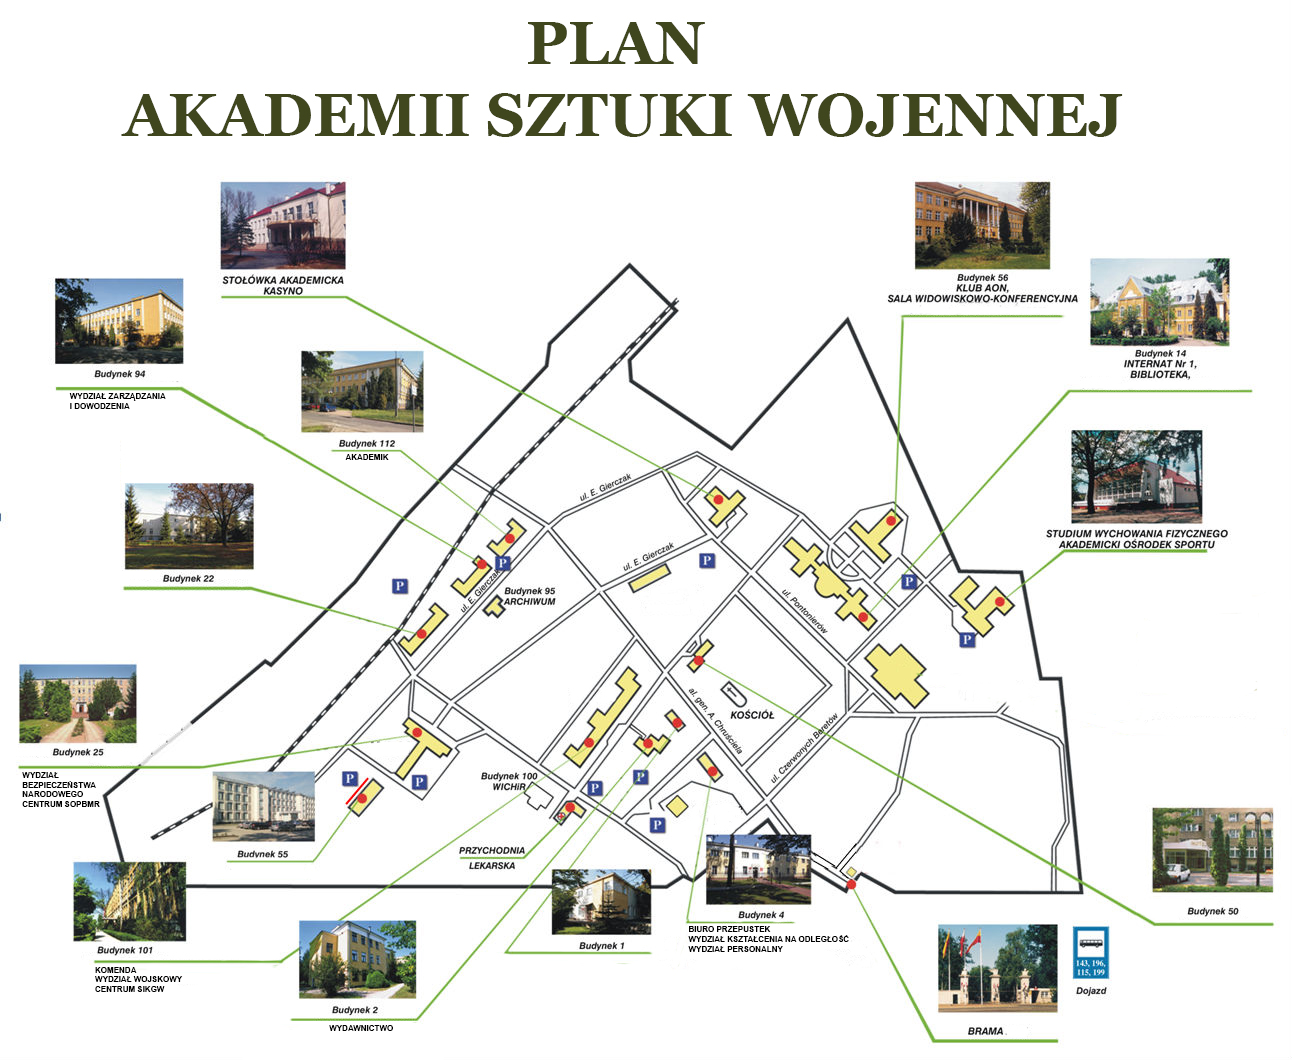 PLAN
AKADEMII SZTUKI WOJENNEJ
STOŁÓWKA AKADEMICKA
KASYNO
Budynek 56
KLUB AON,
SALA WIDOWISKOWO-KONFERENCYJNA
Budynek 14
INTERNAT Nr 1,
BIBLIOTEKA,
Budynek 94
WYDZIAŁ ZARZĄDZANIA
I DOWODZENIA
Budynek 112
AKADEMIK
STUDIUM WYCHOWANIA FIZYCZNEGO
AKADEMICKI OŚRODEK SPORTU
Budynek 22
ul. E. Gierczak
ul. E. Gierczak
ul. E. Gierczak
P
P
P
P
P
Budynek 95
ARCHIWUM
ul. Pontonierów
al. gen. A. Chruściela
KOŚCIÓŁ
ul. Czerwonych Beretów
Budynek 25
WYDZIAŁ
BEZPIECZEŃSTWA
NARODOWEGO
CENTRUM SOPBMR
P
P
P
P
P
Budynek 100
WICHiR
Budynek 55
PRZYCHODNIA
LEKARSKA
Budynek 101
KOMENDA
WYDZIAŁ WOJSKOWY
CENTRUM SIKGW
Budynek 1
Budynek 2
WYDAWNICTWO
Budynek 4
BIURO PRZEPUSTEK
WYDZIAŁ KSZTAŁCENIA NA ODLEGŁOŚĆ
WYDZIAŁ PERSONALNY
Budynek 50
BRAMA
143, 196,
115, 199
Dojazd